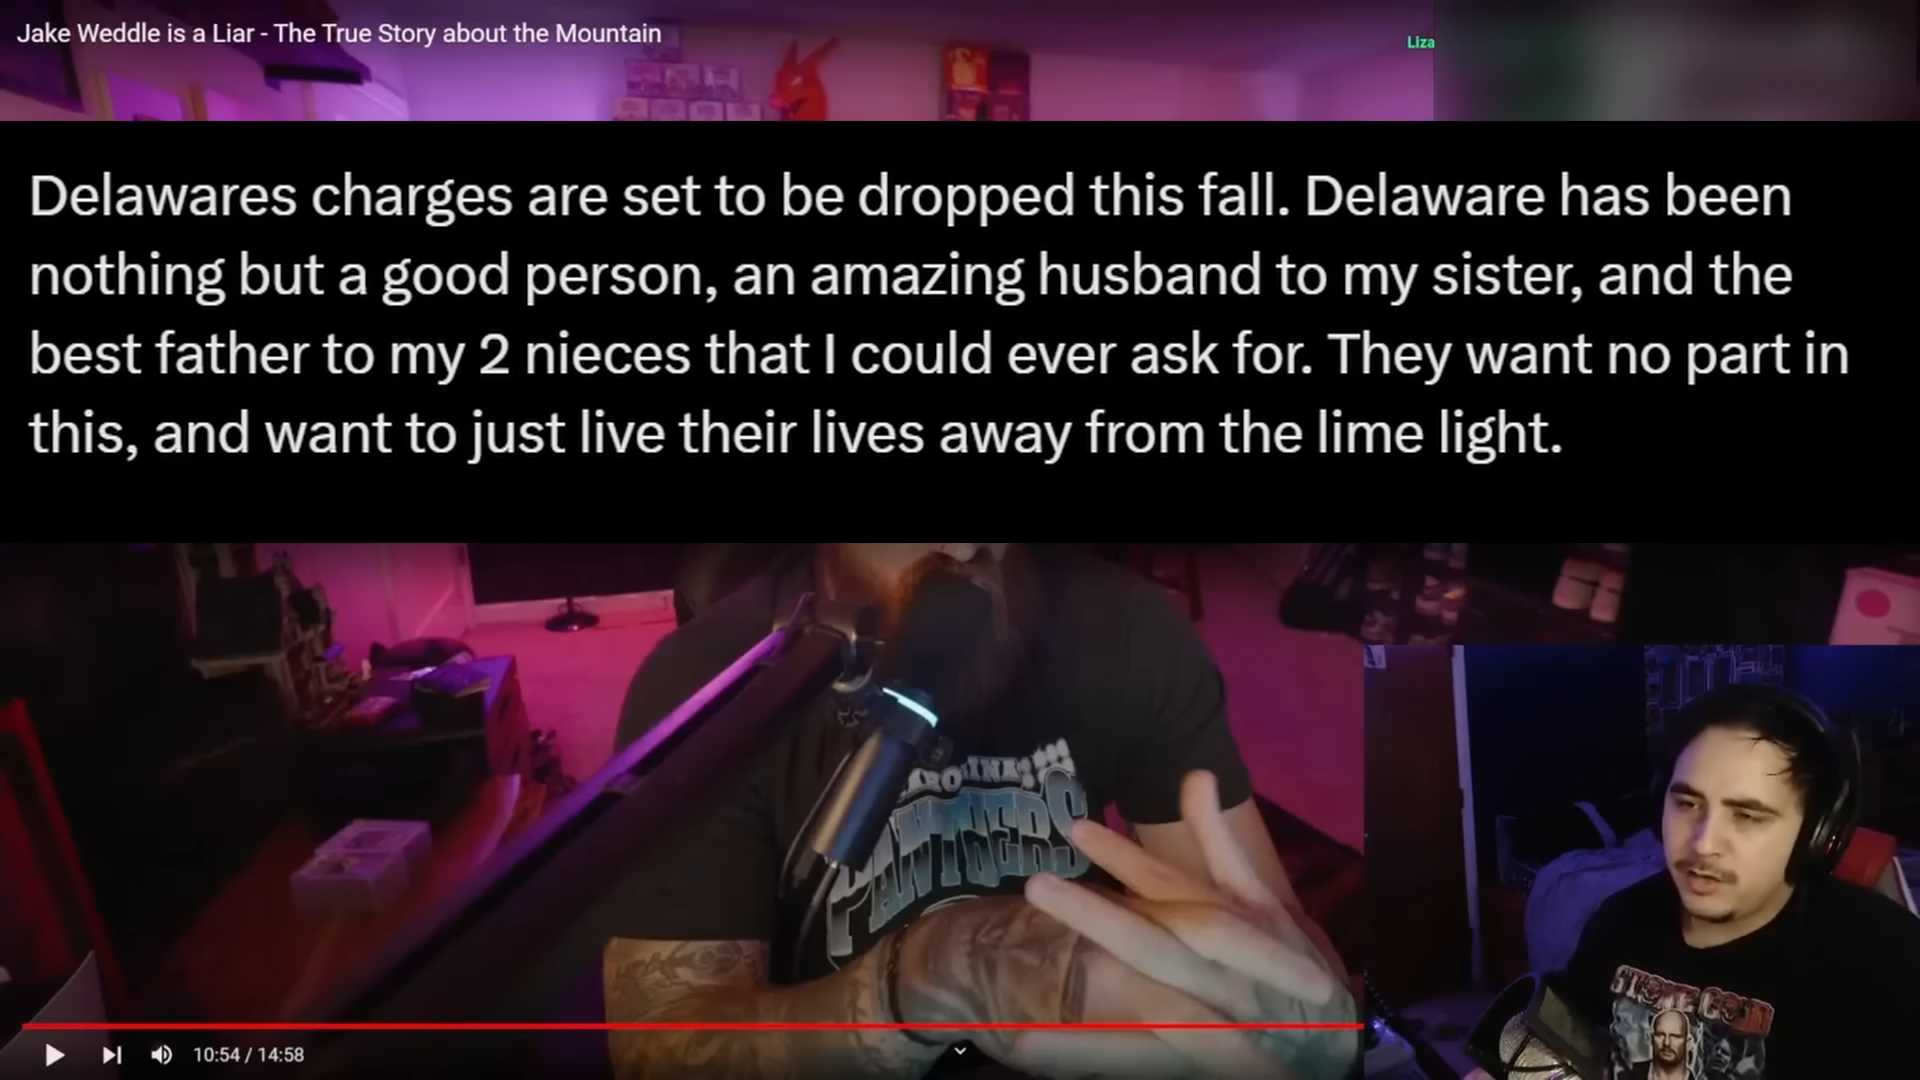 Jake Weddle is a Liar - The True Story about the Mountain
Liza
Delawares charges are set to be dropped this fall. Delaware has been
nothing but a good person, an amazing husband to my sister, and the
best father to my 2 nieces that I could ever ask for. They want no part in
this, and want to just live their lives away from the lime light.
PANTHERS
STONE COLD
10:54 / 14:58